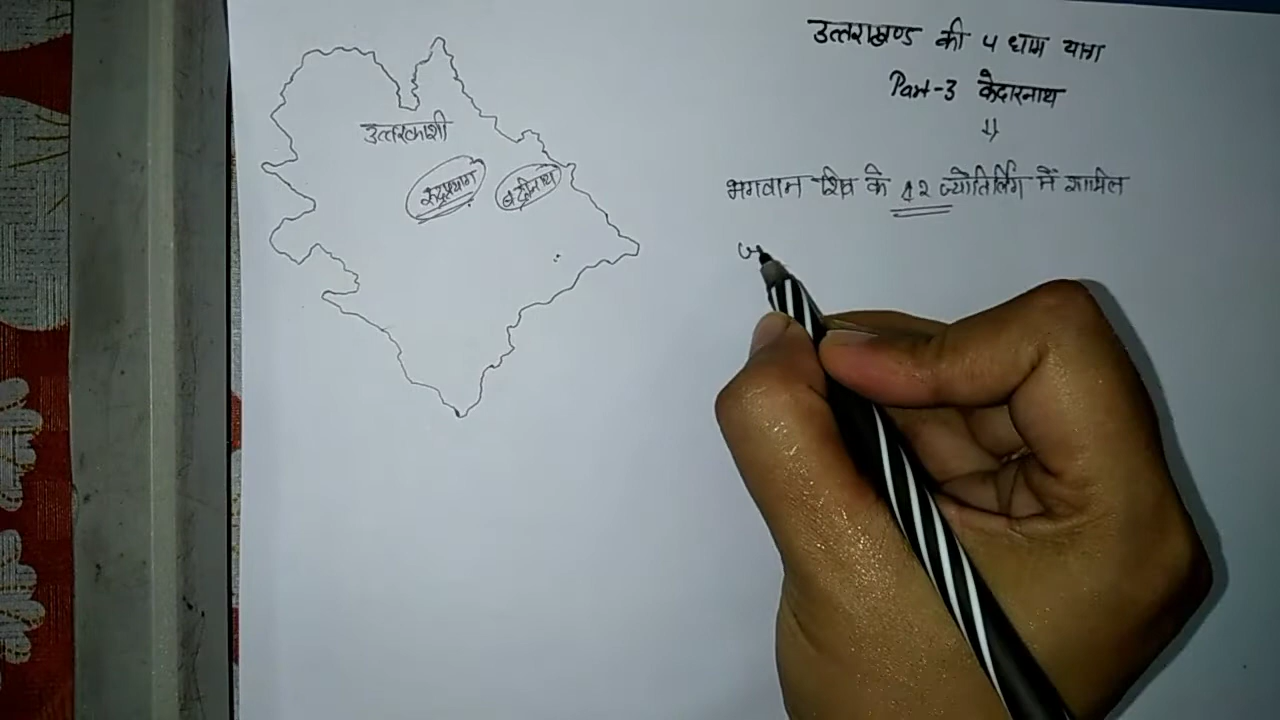 उत्तराखण्ड की 4 धाम यात्रा
Part-3 केदारनाथ
भगवान शिव के 12 ज्योतिर्लिंग में शामिल
उत्तरकाशी
रुद्रप्रयाग
बद्रीनाथ